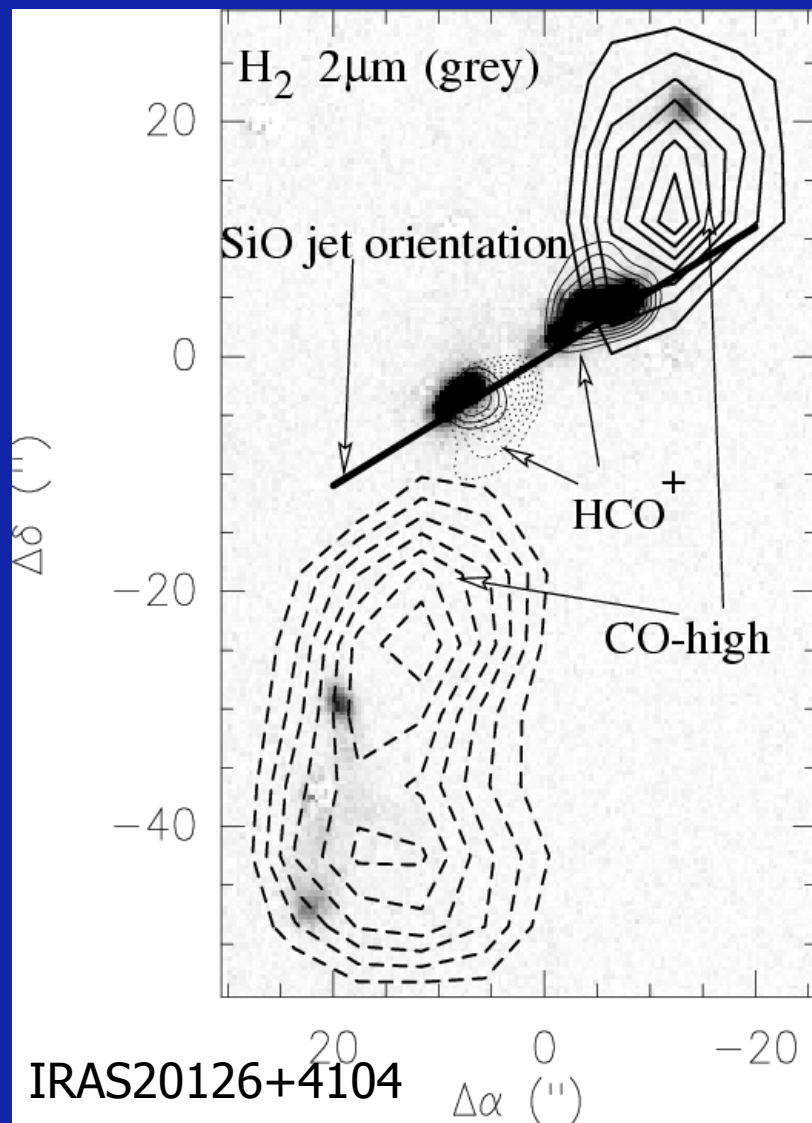 H₂ 2μm (grey)
20
SiO jet orientation
0
Δδ (")
HCO⁺
−20
CO-high
−40
20 0 −20
IRAS20126+4104
Δα (")